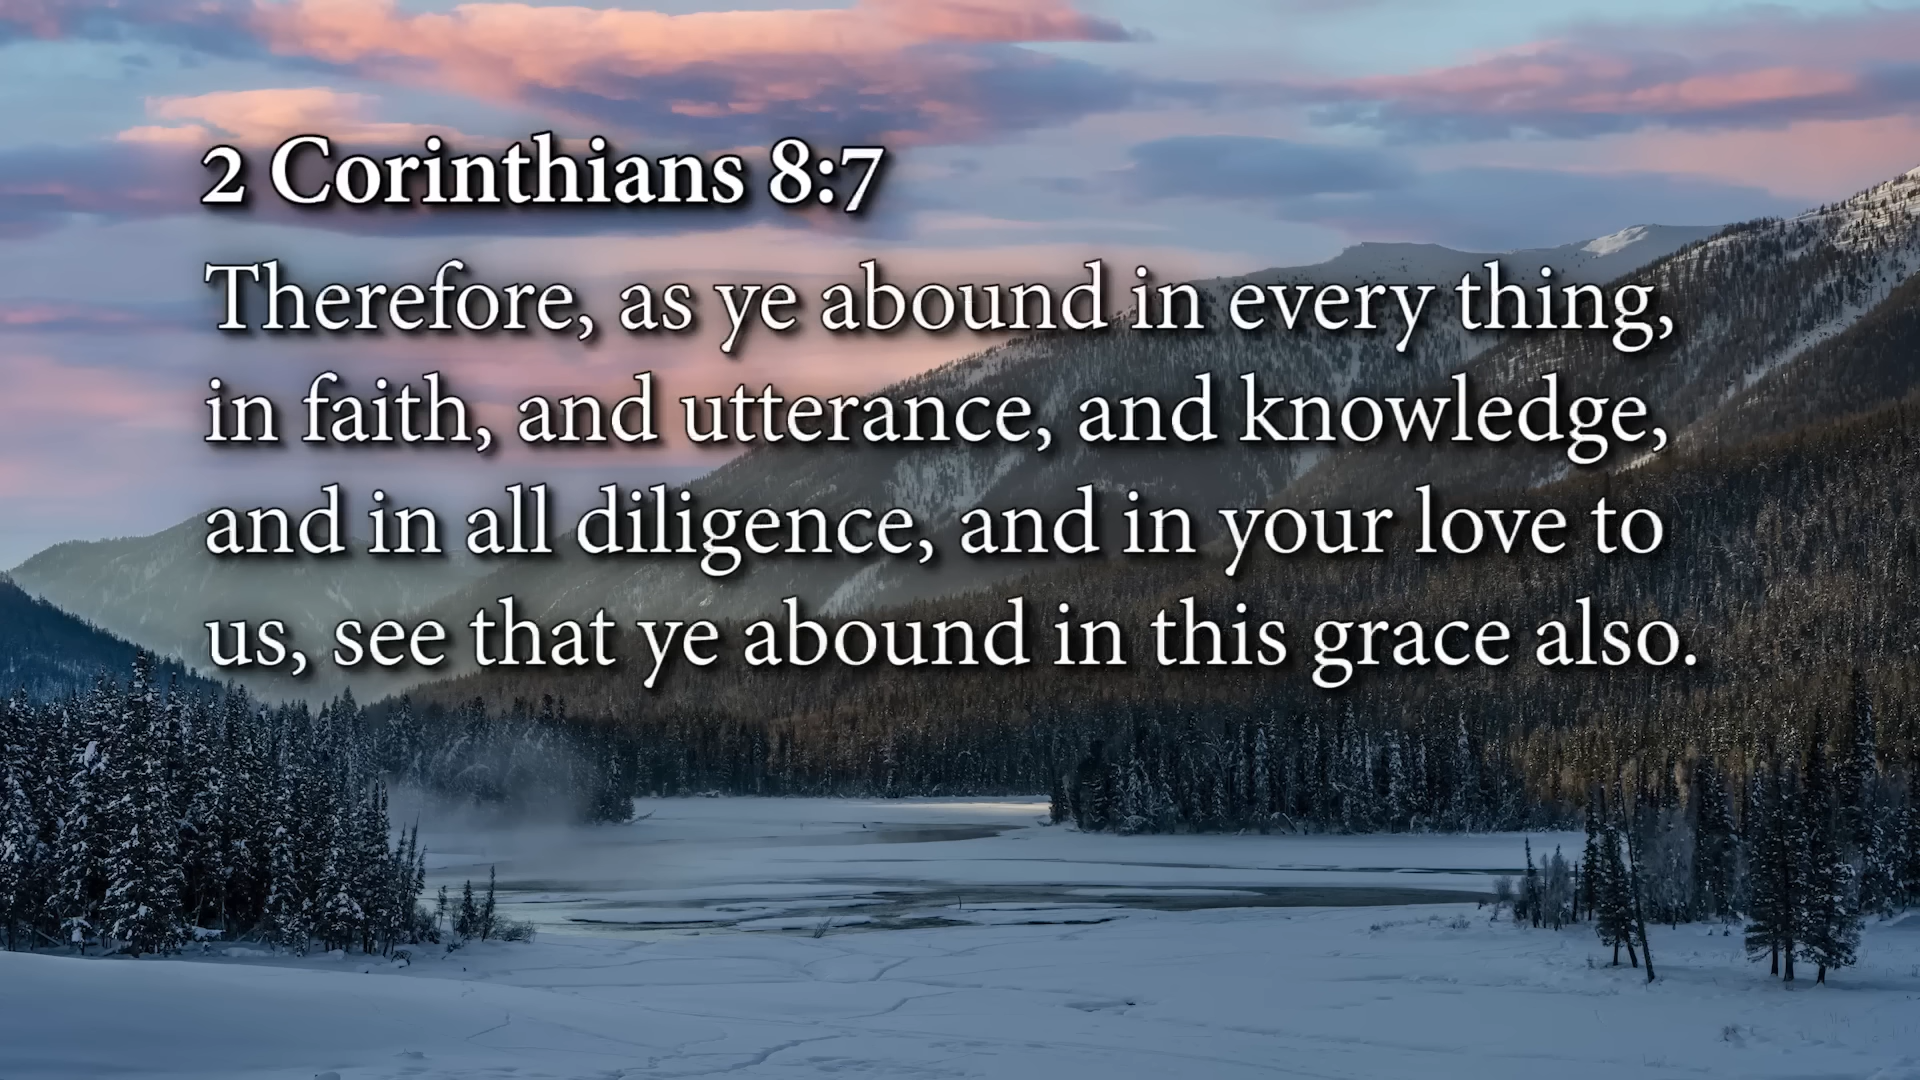 2 Corinthians 8:7
Therefore, as ye abound in every thing,
in faith, and utterance, and knowledge,
and in all diligence, and in your love to
us, see that ye abound in this grace also.